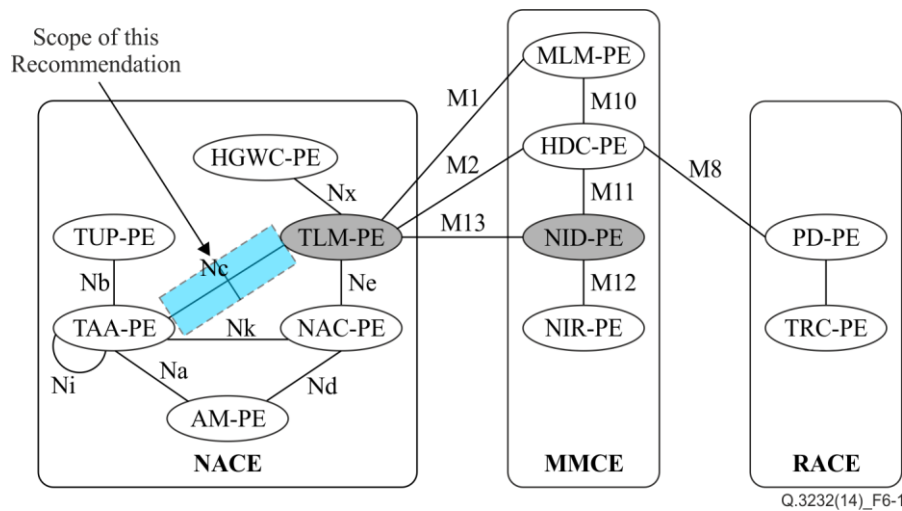 Scope of this
Recommendation
MLM-PE
M1
M10
HGWC-PE
HDC-PE
M2
M8
Nx
M11
TUP-PE
Nc
TLM-PE
M13
NID-PE
PD-PE
Nb
Ne
M12
TAA-PE
Nk
NAC-PE
NIR-PE
TRC-PE
Ni
Na
Nd
AM-PE
NACE
MMCE
RACE
Q.3232(14)_F6-1